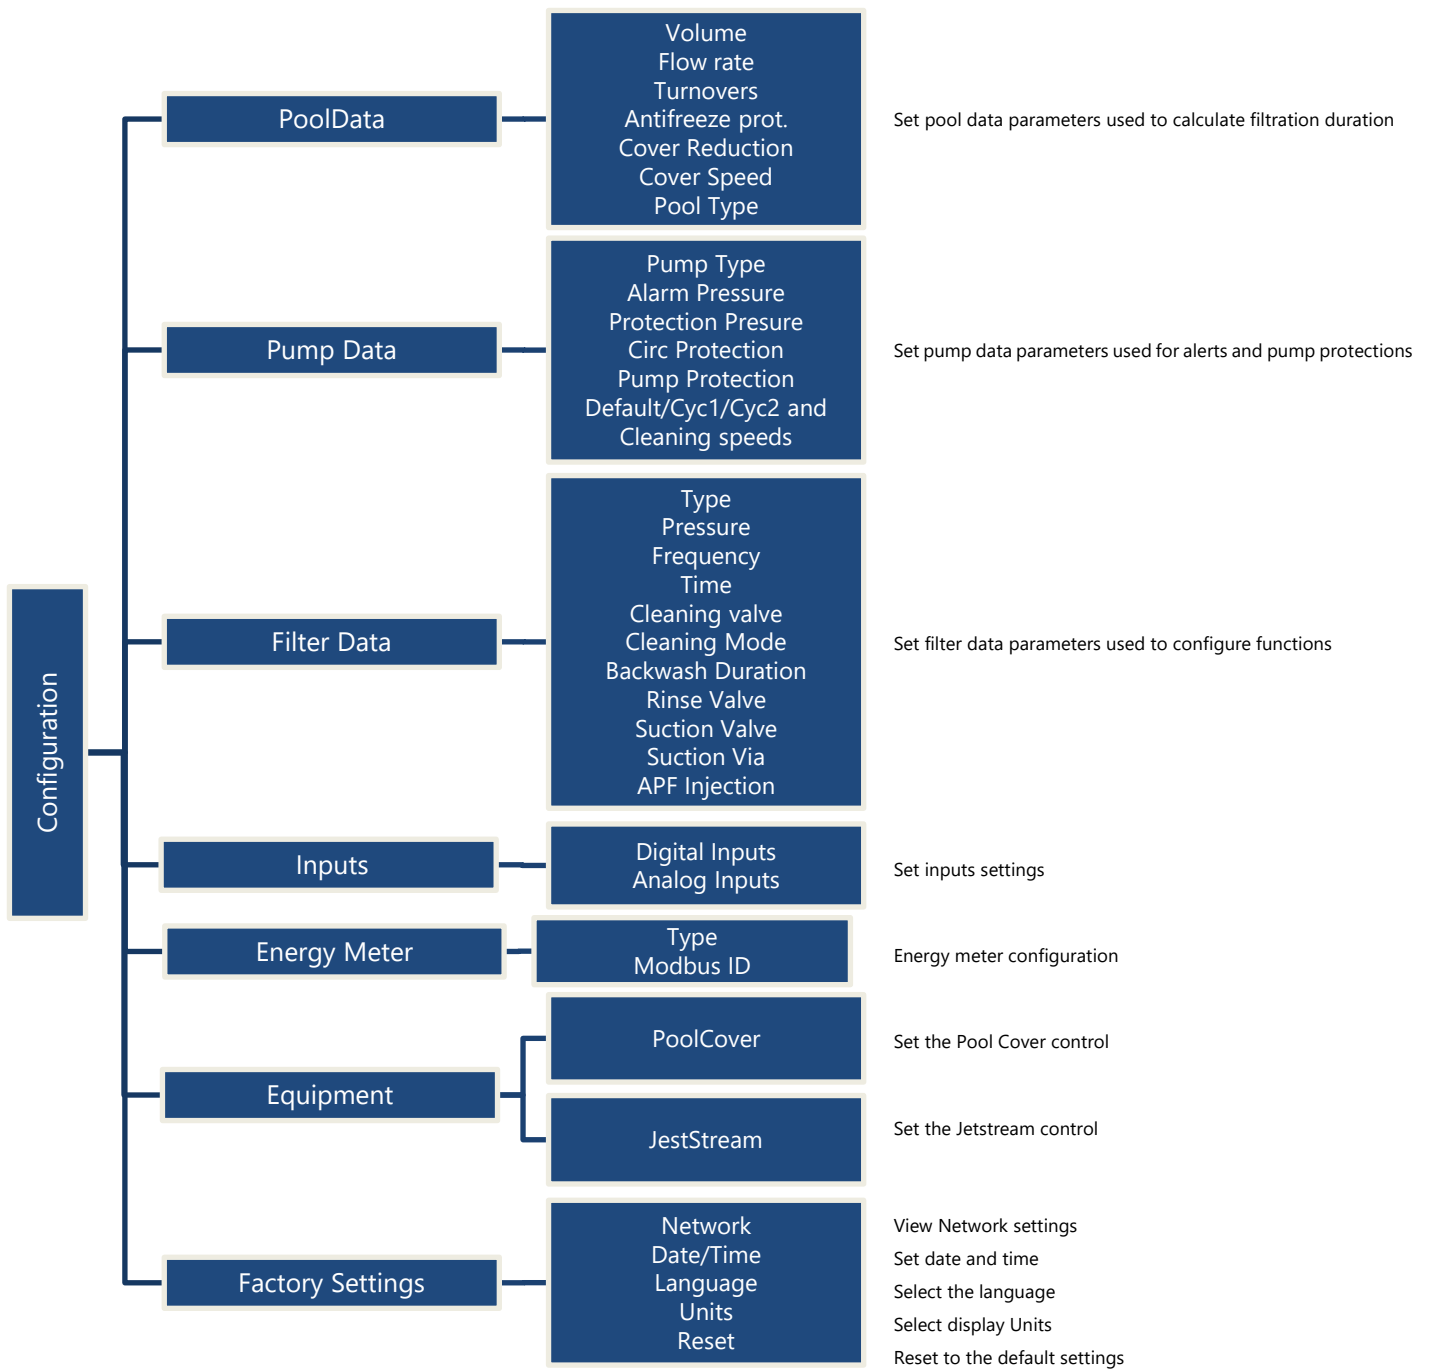 Configuration
PoolData
Volume
Flow rate
Turnovers
Antifreeze prot.
Cover Reduction
Cover Speed
Pool Type
Set pool data parameters used to calculate filtration duration
Pump Data
Pump Type
Alarm Pressure
Protection Presure
Circ Protection
Pump Protection
Default/Cyc1/Cyc2 and
Cleaning speeds
Set pump data parameters used for alerts and pump protections
Filter Data
Type
Pressure
Frequency
Time
Cleaning valve
Cleaning Mode
Backwash Duration
Rinse Valve
Suction Valve
Suction Via
APF Injection
Set filter data parameters used to configure functions
Inputs
Digital Inputs
Analog Inputs
Set inputs settings
Energy Meter
Type
Modbus ID
Energy meter configuration
Equipment
PoolCover
Set the Pool Cover control
JestStream
Set the Jetstream control
Factory Settings
Network
Date/Time
Language
Units
Reset
View Network settings
Set date and time
Select the language
Select display Units
Reset to the default settings